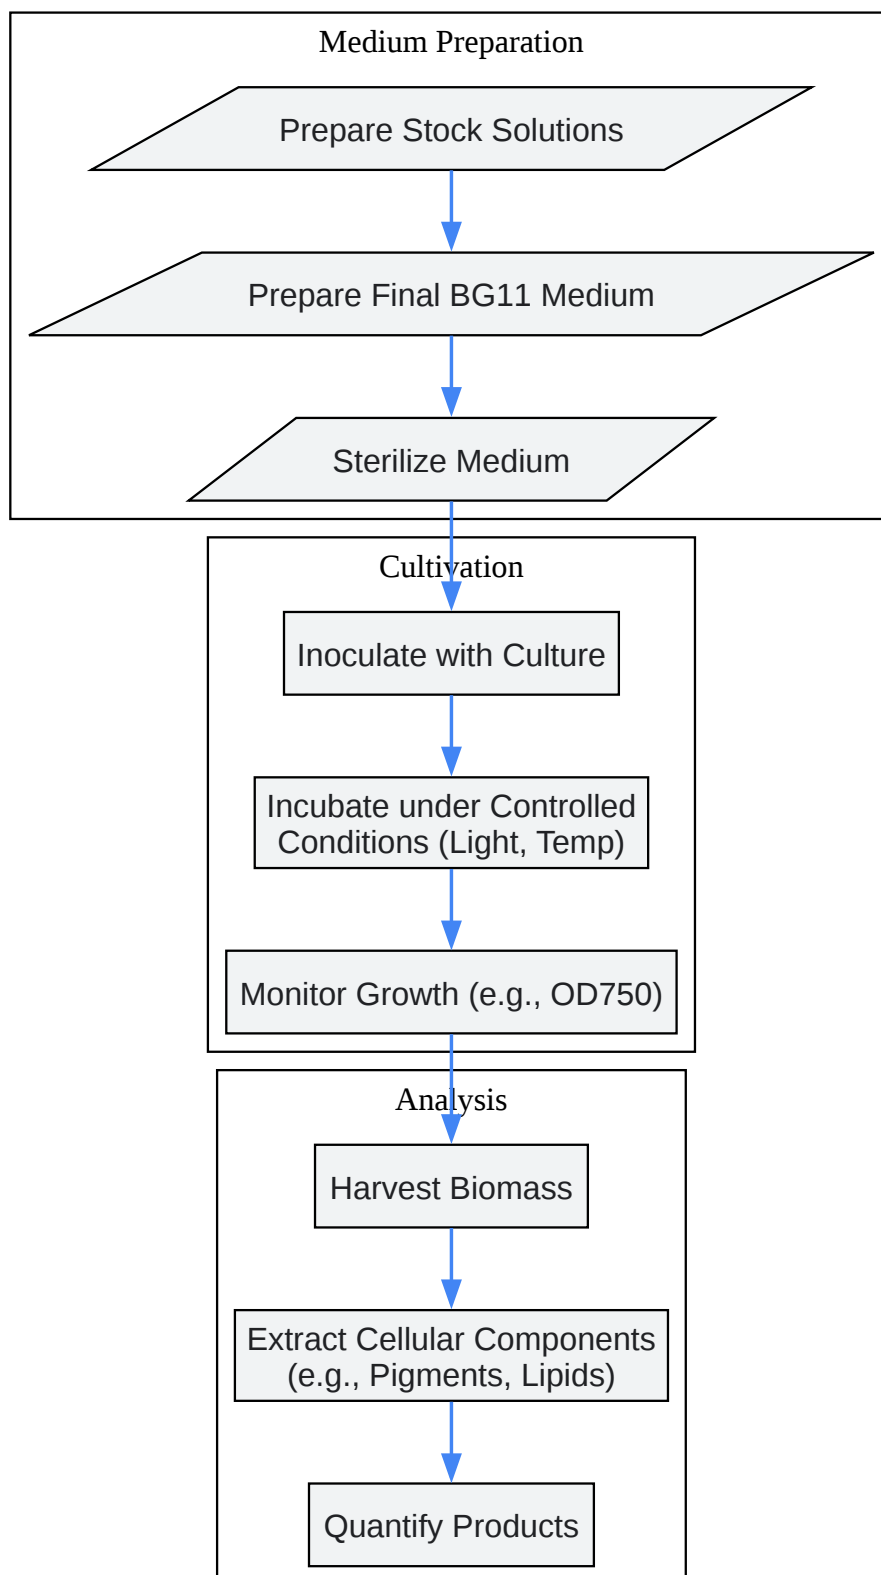 Medium Preparation
Prepare Stock Solutions
Prepare Final BG11 Medium
Sterilize Medium
Cultivation
Inoculate with Culture
Incubate under Controlled
Conditions (Light, Temp)
Monitor Growth (e.g., OD750)
Analysis
Harvest Biomass
Extract Cellular Components
(e.g., Pigments, Lipids)
Quantify Products